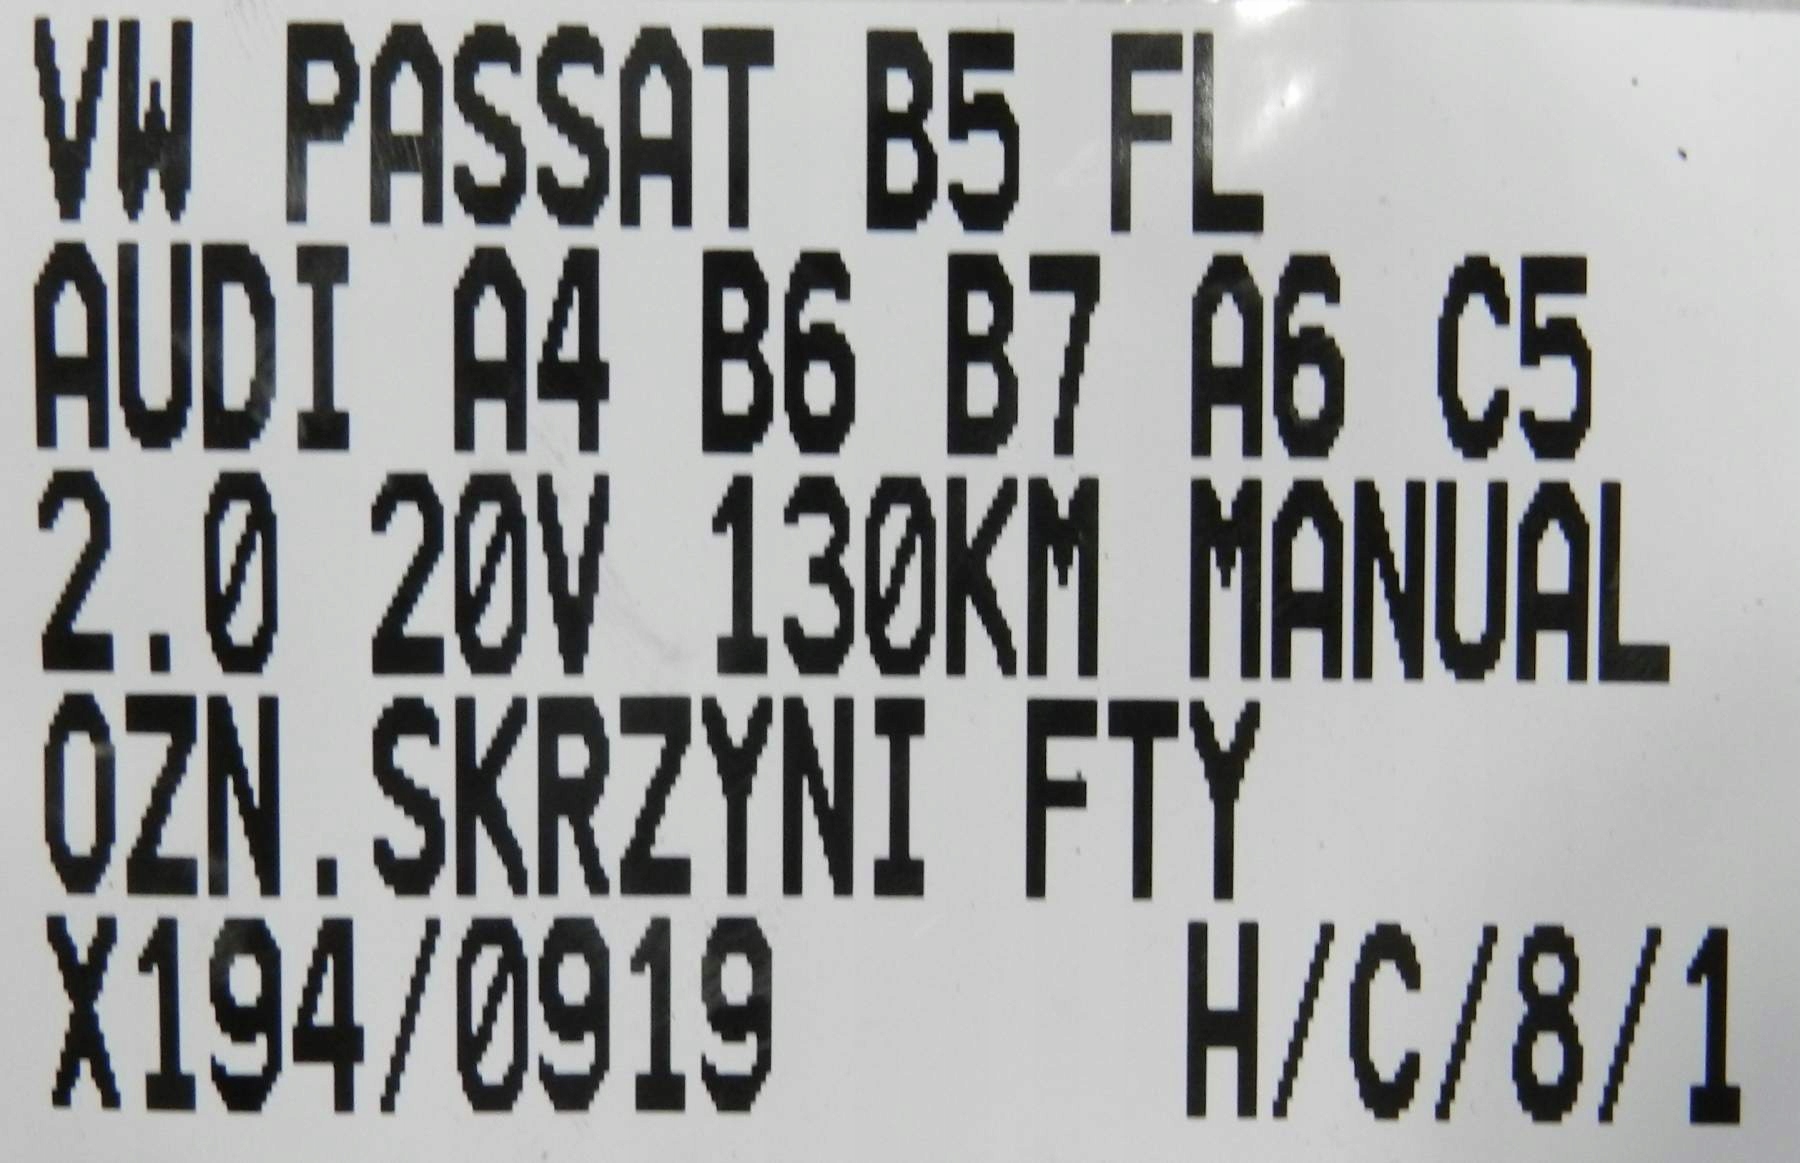 VW PASSAT B5 FL
AUDI A4 B6 B7 A6 C5
2.0 20V 130KM MANUAL
OZN.SKRZYNI FTY
X194/0919 H/C/8/1